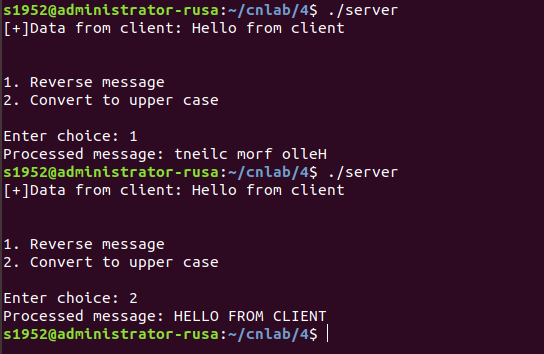 s1952@administrator-rusa:~/cnlab/4$ ./server
[+]Data from client: Hello from client
1. Reverse message
2. Convert to upper case
Enter choice: 1
Processed message: tneilc morf olleH
s1952@administrator-rusa:~/cnlab/4$ ./server
[+]Data from client: Hello from client
1. Reverse message
2. Convert to upper case
Enter choice: 2
Processed message: HELLO FROM CLIENT
s1952@administrator-rusa:~/cnlab/4$